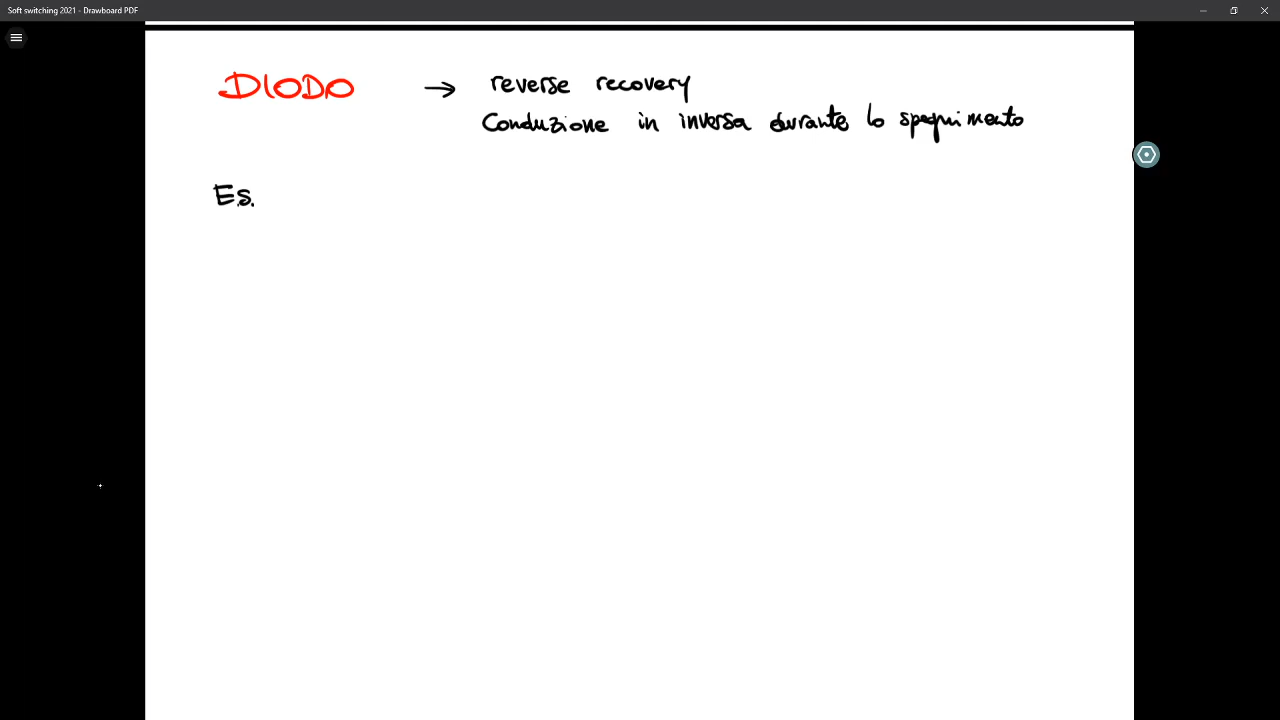 Soft switching 2021 - Drawboard PDF
DIODO → reverse recovery
Conduzione in inversa durante lo spegnimento
Es.